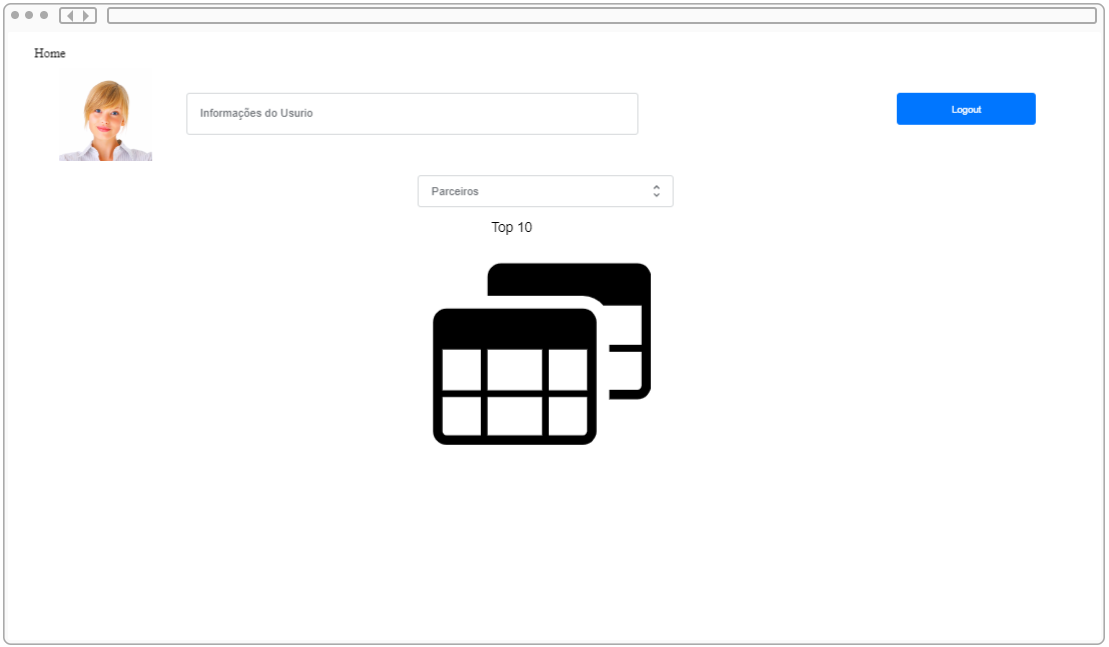 Home
Informações do Usurio
Logout
Parceiros
Top 10